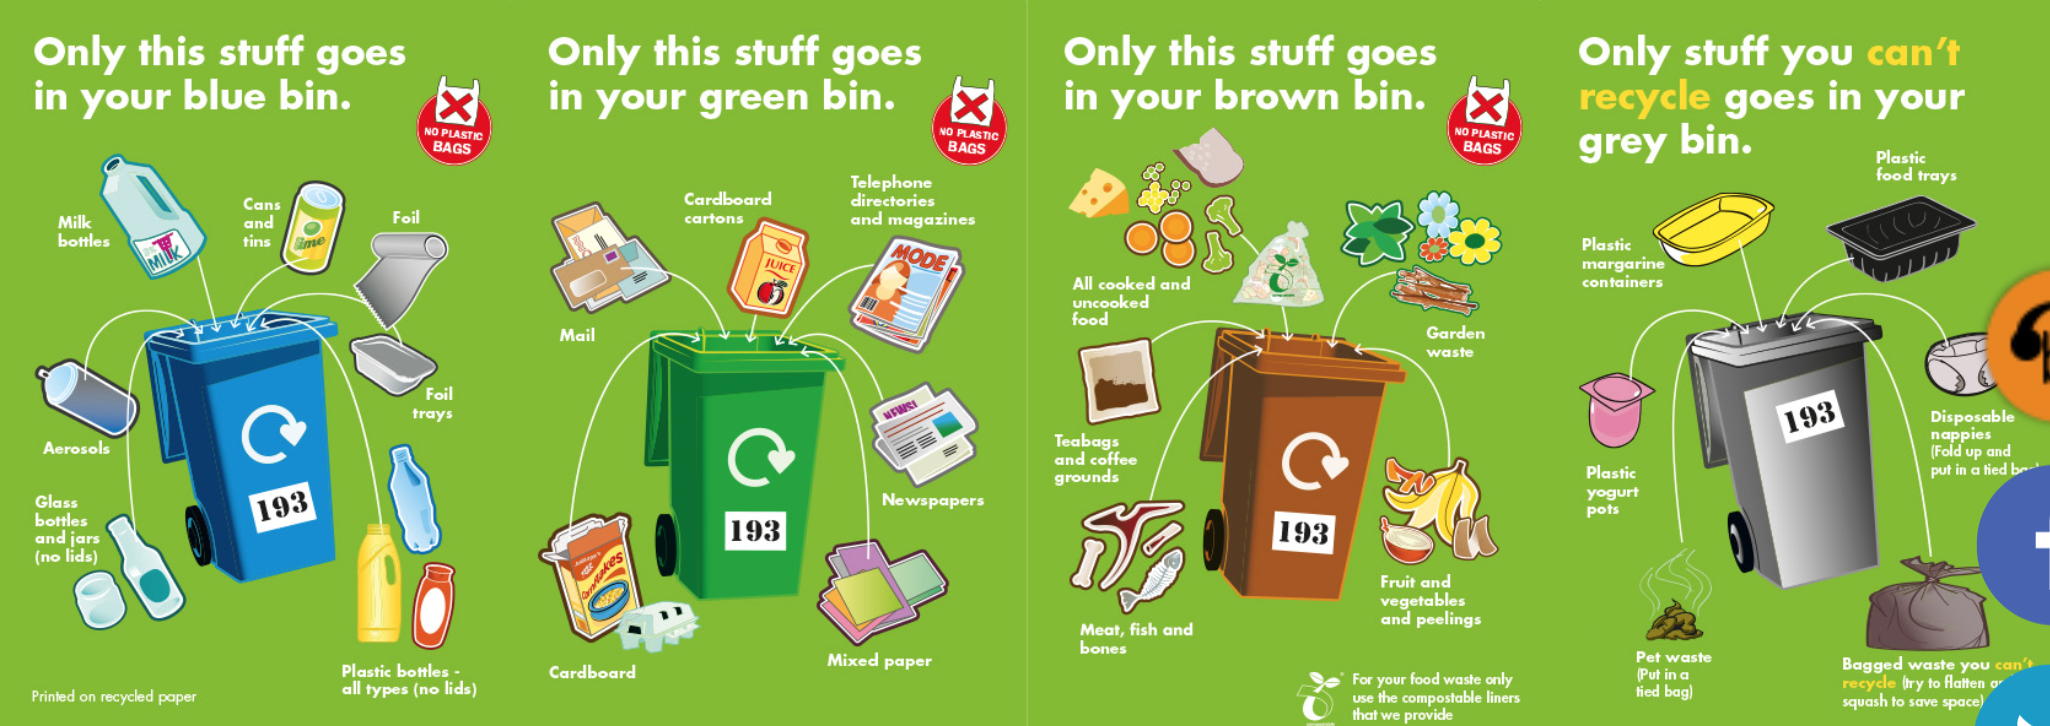 Only this stuff goes
in your blue bin.
NO PLASTIC
BAGS
Milk
bottles
MILK
Cans
and
tins
lime
Foil
Foil
trays
Aerosols
Glass
bottles
and jars
(no lids)
193
Plastic bottles -
all types (no lids)
Printed on recycled paper
Only this stuff goes
in your green bin.
NO PLASTIC
BAGS
Mail
Cardboard
cartons
JUICE
Telephone
directories
and magazines
MODE
NEWS!
Newspapers
193
Cornflakes
Cardboard
Mixed paper
Only this stuff goes
in your brown bin.
NO PLASTIC
BAGS
All cooked and
uncooked
food
Garden
waste
Teabags
and coffee
grounds
193
Meat, fish and
bones
Fruit and
vegetables
and peelings
For your food waste only
use the compostable liners
that we provide
Only stuff you can't
recycle goes in your
grey bin.
Plastic
food trays
Plastic
margarine
containers
193
Plastic
yogurt
pots
Disposable
nappies
(Fold up and
put in a tied
Pet waste
(Put in a
tied bag)
Bagged waste you can't
recycle (try to flatten
squash to save space)